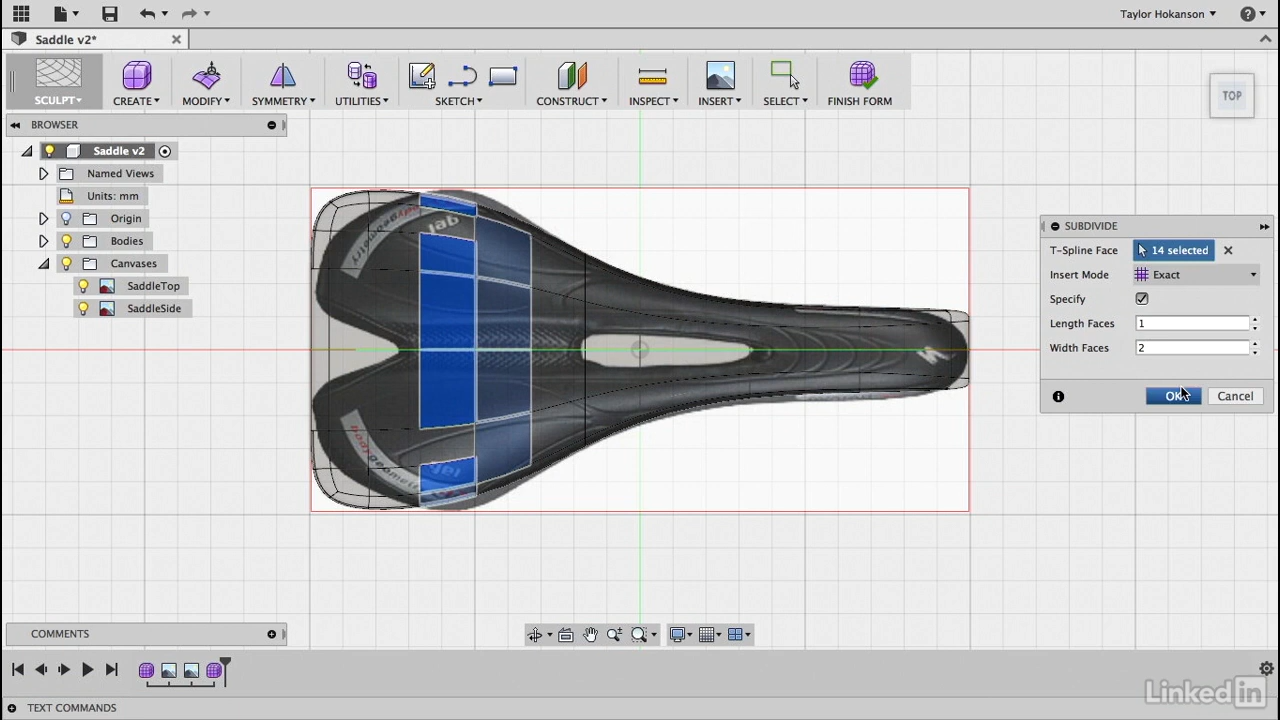 Taylor Hokanson
Saddle v2*
SCULPT
CREATE
MODIFY
SYMMETRY
UTILITIES
SKETCH
CONSTRUCT
INSPECT
INSERT
SELECT
FINISH FORM
TOP
BROWSER
Saddle v2
Named Views
Units: mm
Origin
Bodies
Canvases
SaddleTop
SaddleSide
SUBDIVIDE
T-Spline Face 14 selected
Insert Mode Exact
Specify
Length Faces 1
Width Faces 2
OK Cancel
COMMENTS
LinkedIn
TEXT COMMANDS